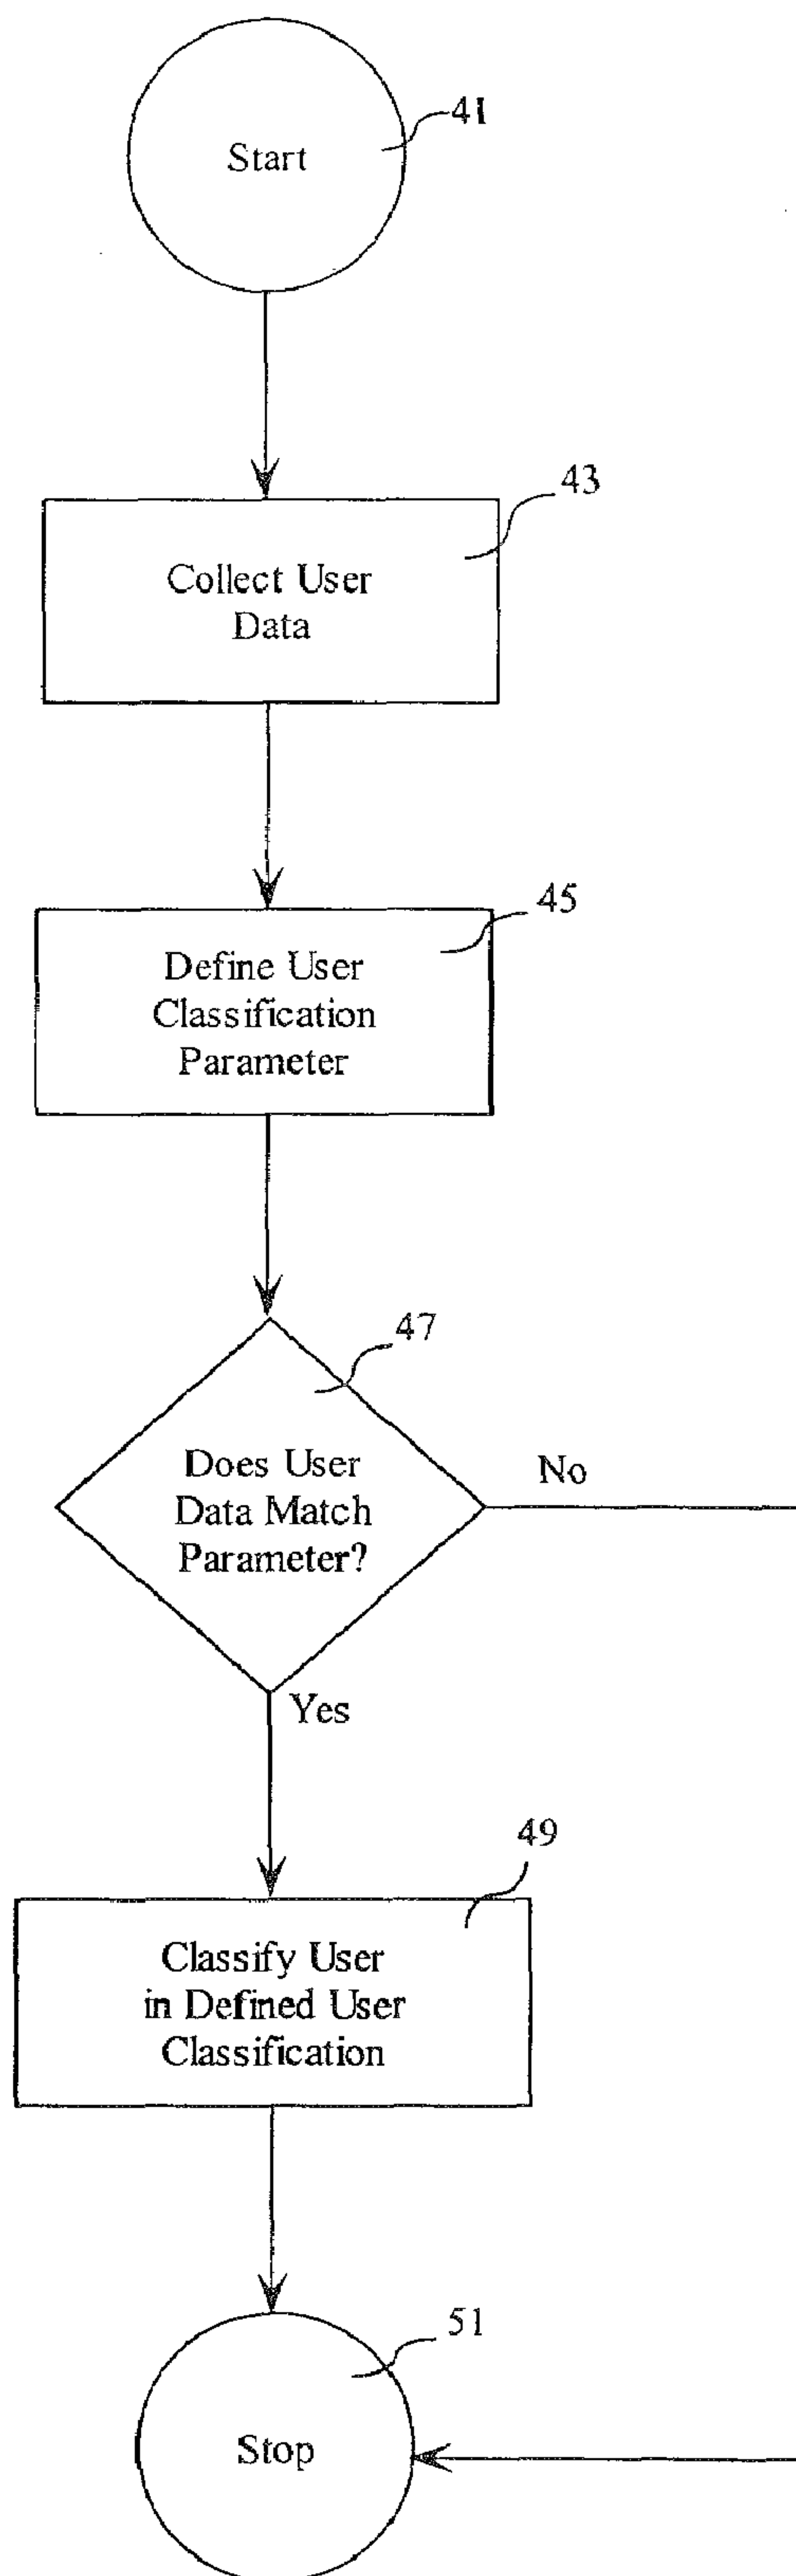 Start
41
43
Collect User
Data
45
Define User
Classification
Parameter
47
Does User
Data Match
Parameter?
No
Yes
49
Classify User
in Defined User
Classification
51
Stop